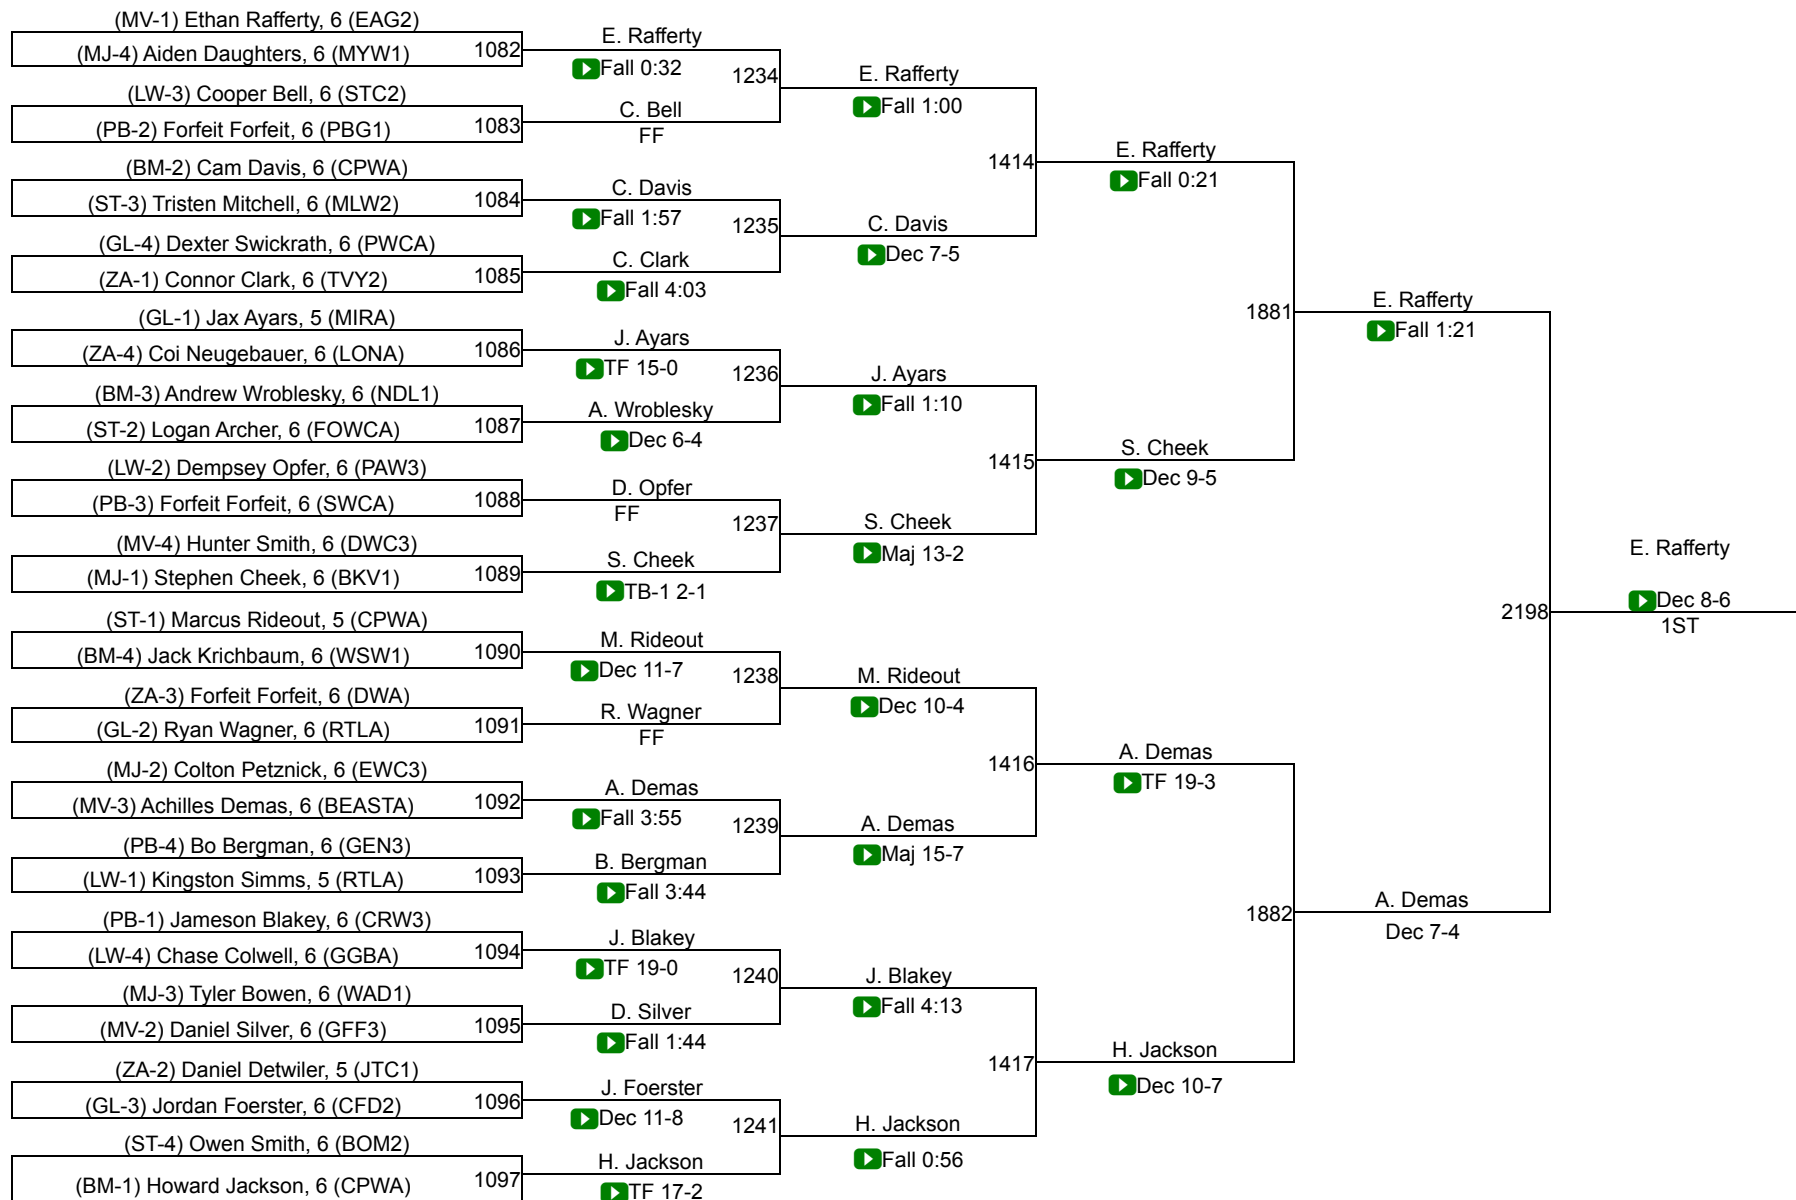 (MV-1) Ethan Rafferty, 6 (EAG2)
(MJ-4) Aiden Daughters, 6 (MYW1)
1082
(LW-3) Cooper Bell, 6 (STC2)
(PB-2) Forfeit Forfeit, 6 (PBG1)
1083
(BM-2) Cam Davis, 6 (CPWA)
(ST-3) Tristen Mitchell, 6 (MLW2)
1084
(GL-4) Dexter Swickrath, 6 (PWCA)
(ZA-1) Connor Clark, 6 (TVY2)
1085
(GL-1) Jax Ayars, 5 (MIRA)
(ZA-4) Coi Neugebauer, 6 (LONA)
1086
(BM-3) Andrew Wroblesky, 6 (NDL1)
(ST-2) Logan Archer, 6 (FOWCA)
1087
(LW-2) Dempsey Opfer, 6 (PAW3)
(PB-3) Forfeit Forfeit, 6 (SWCA)
1088
(MV-4) Hunter Smith, 6 (DWC3)
(MJ-1) Stephen Cheek, 6 (BKV1)
1089
(ST-1) Marcus Rideout, 5 (CPWA)
(BM-4) Jack Krichbaum, 6 (WSW1)
1090
(ZA-3) Forfeit Forfeit, 6 (DWA)
(GL-2) Ryan Wagner, 6 (RTLA)
1091
(MJ-2) Colton Petznick, 6 (EWC3)
(MV-3) Achilles Demas, 6 (BEASTA)
1092
(PB-4) Bo Bergman, 6 (GEN3)
(LW-1) Kingston Simms, 5 (RTLA)
1093
(PB-1) Jameson Blakey, 6 (CRW3)
(LW-4) Chase Colwell, 6 (GGBA)
1094
(MJ-3) Tyler Bowen, 6 (WAD1)
(MV-2) Daniel Silver, 6 (GFF3)
1095
(ZA-2) Daniel Detwiler, 5 (JTC1)
(GL-3) Jordan Foerster, 6 (CFD2)
1096
(ST-4) Owen Smith, 6 (BOM2)
(BM-1) Howard Jackson, 6 (CPWA)
1097
E. Rafferty
Fall 0:32
1234
C. Bell
FF
C. Davis
Fall 1:57
1235
C. Clark
Fall 4:03
J. Ayars
TF 15-0
1236
A. Wroblesky
Dec 6-4
D. Opfer
FF
1237
S. Cheek
TB-1 2-1
M. Rideout
Dec 11-7
1238
R. Wagner
FF
A. Demas
Fall 3:55
1239
B. Bergman
Fall 3:44
J. Blakey
TF 19-0
1240
D. Silver
Fall 1:44
J. Foerster
Dec 11-8
1241
H. Jackson
TF 17-2
E. Rafferty
Fall 1:00
1414
C. Davis
Dec 7-5
J. Ayars
Fall 1:10
1415
S. Cheek
Maj 13-2
M. Rideout
Dec 10-4
1416
A. Demas
Maj 15-7
J. Blakey
Fall 4:13
1417
H. Jackson
Fall 0:56
E. Rafferty
Fall 0:21
1881
S. Cheek
Dec 9-5
A. Demas
TF 19-3
1882
H. Jackson
Dec 10-7
E. Rafferty
Fall 1:21
2198
A. Demas
Dec 7-4
E. Rafferty
Dec 8-6
1ST